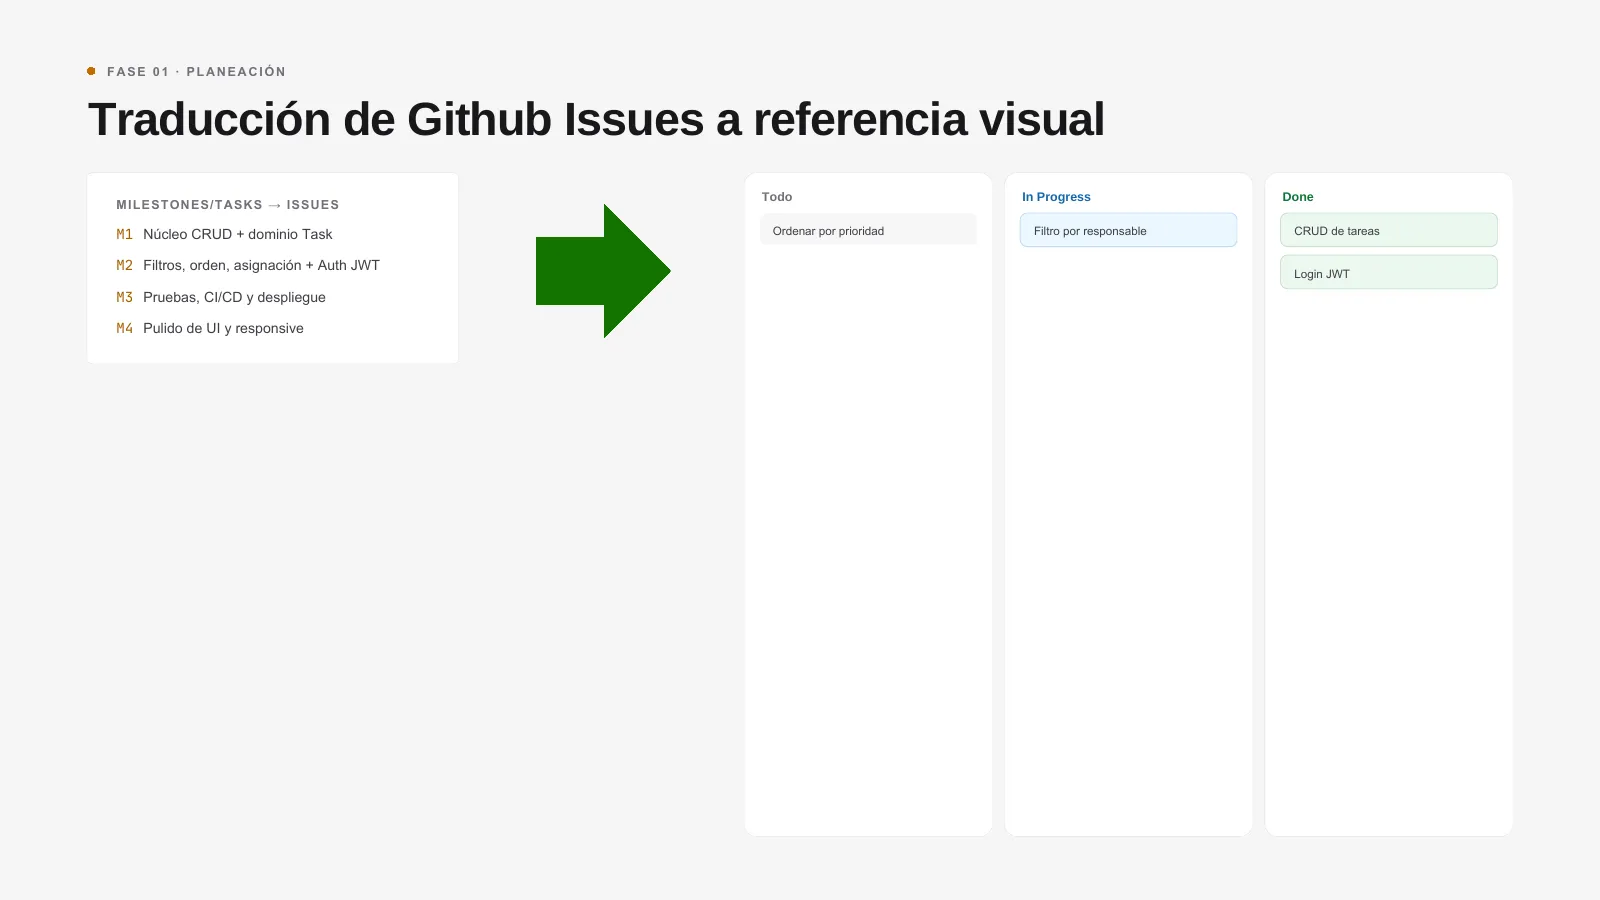 FASE 01 · PLANEACIÓN
Traducción de Github Issues a referencia visual
MILESTONES/TASKS → ISSUES
M1 Núcleo CRUD + dominio Task
M2 Filtros, orden, asignación + Auth JWT
M3 Pruebas, CI/CD y despliegue
M4 Pulido de UI y responsive
Todo
Ordenar por prioridad
In Progress
Filtro por responsable
Done
CRUD de tareas
Login JWT